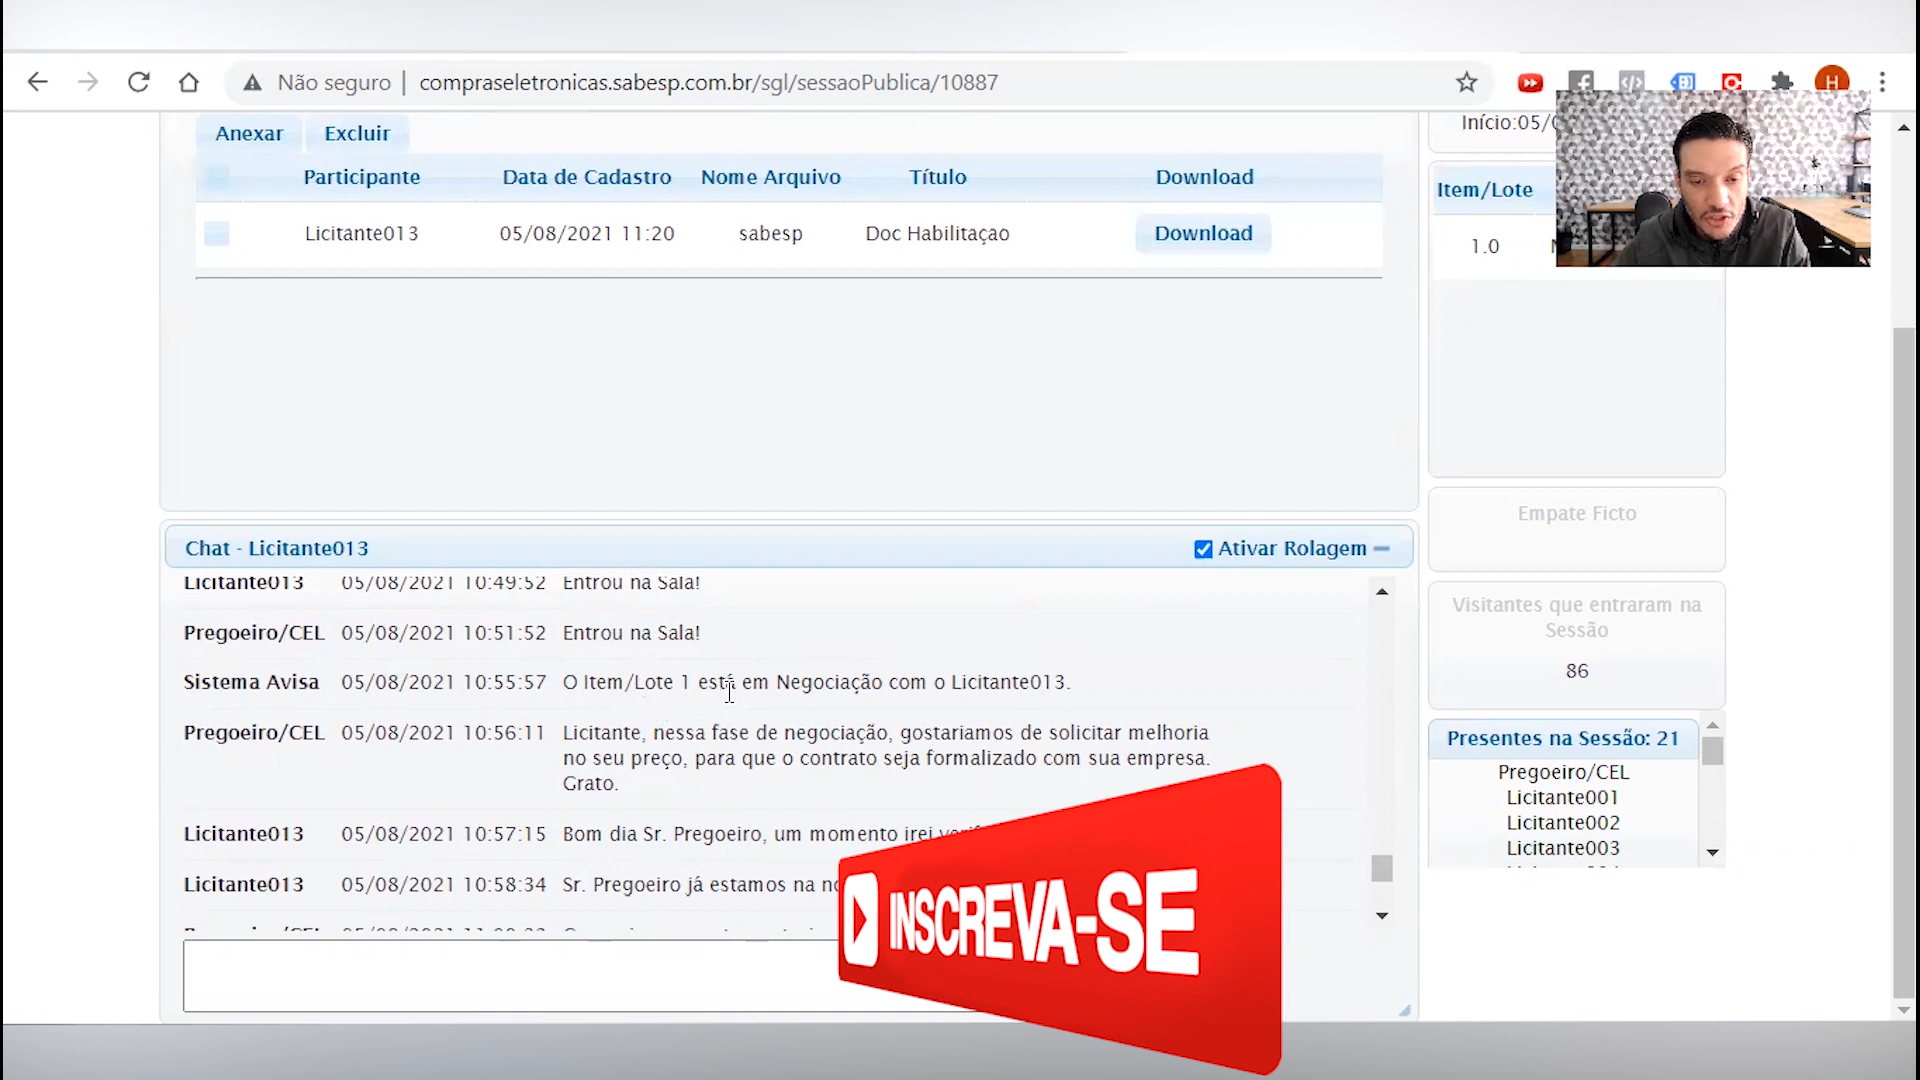 Não seguro | compraseletronicas.sabesp.com.br/sgl/sessaoPublica/10887
H
Anexar Excluir
Participante Data de Cadastro Nome Arquivo Título Download
Licitante013 05/08/2021 11:20 sabesp Doc Habilitaçao Download
Início:05/
Item/Lote
1.0
Empate Ficto
Visitantes que entraram na
Sessão
86
Presentes na Sessão: 21
Pregoeiro/CEL
Licitante001
Licitante002
Licitante003
Chat - Licitante013 Ativar Rolagem
Licitante013 05/08/2021 10:49:52 Entrou na Sala!
Pregoeiro/CEL 05/08/2021 10:51:52 Entrou na Sala!
Sistema Avisa 05/08/2021 10:55:57 O Item/Lote 1 está em Negociação com o Licitante013.
Pregoeiro/CEL 05/08/2021 10:56:11 Licitante, nessa fase de negociação, gostariamos de solicitar melhoria
no seu preço, para que o contrato seja formalizado com sua empresa.
Grato.
Licitante013 05/08/2021 10:57:15 Bom dia Sr. Pregoeiro, um momento irei
Licitante013 05/08/2021 10:58:34 Sr. Pregoeiro já estamos na
INSCREVA-SE